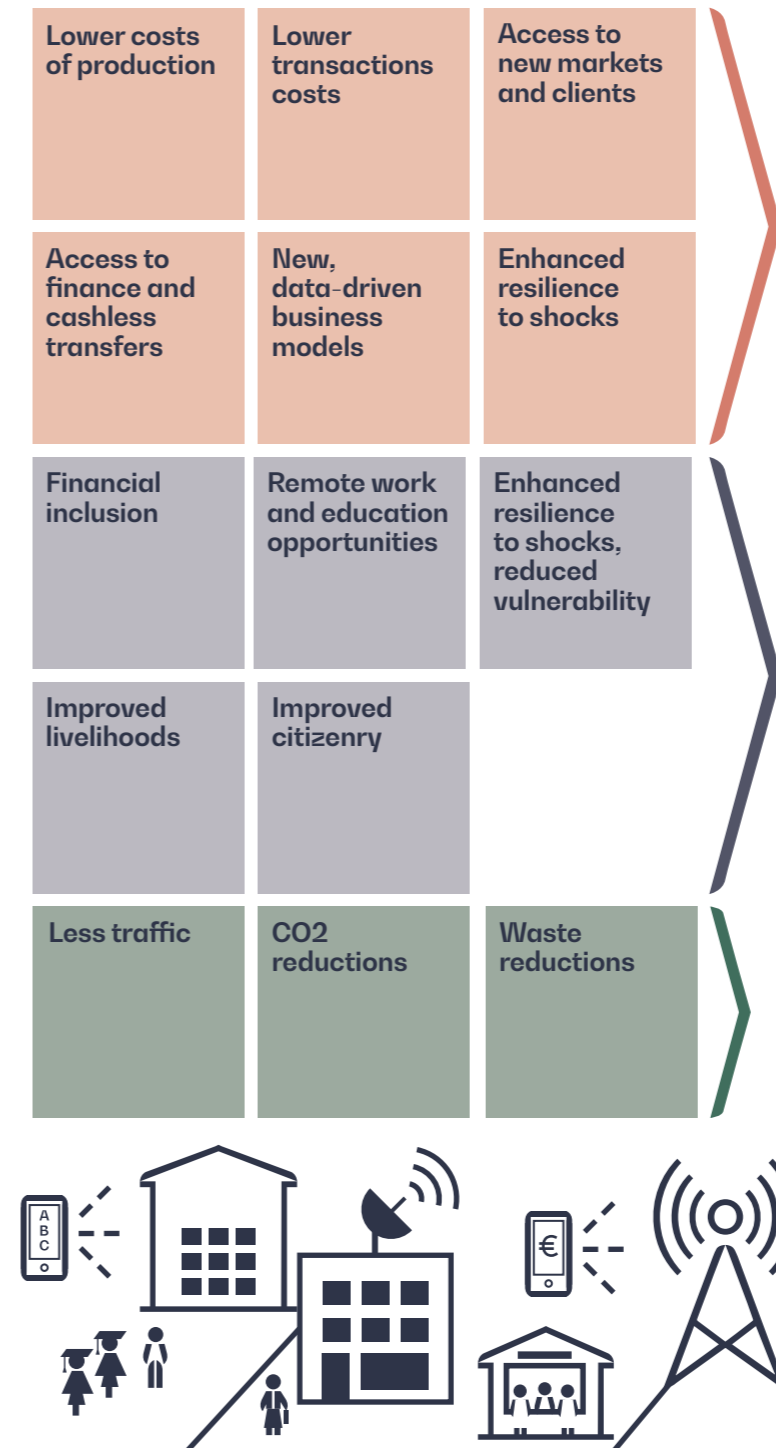 Lower costs
of production
Lower
transactions
costs
Access to
new markets
and clients
Access to
finance and
cashless
transfers
New,
data-driven
business
models
Enhanced
resilience
to shocks
Financial
inclusion
Remote work
and education
opportunities
Enhanced
resilience
to shocks,
reduced
vulnerability
Improved
livelihoods
Improved
citizenry
Less traffic
CO2
reductions
Waste
reductions
A
B
C
€